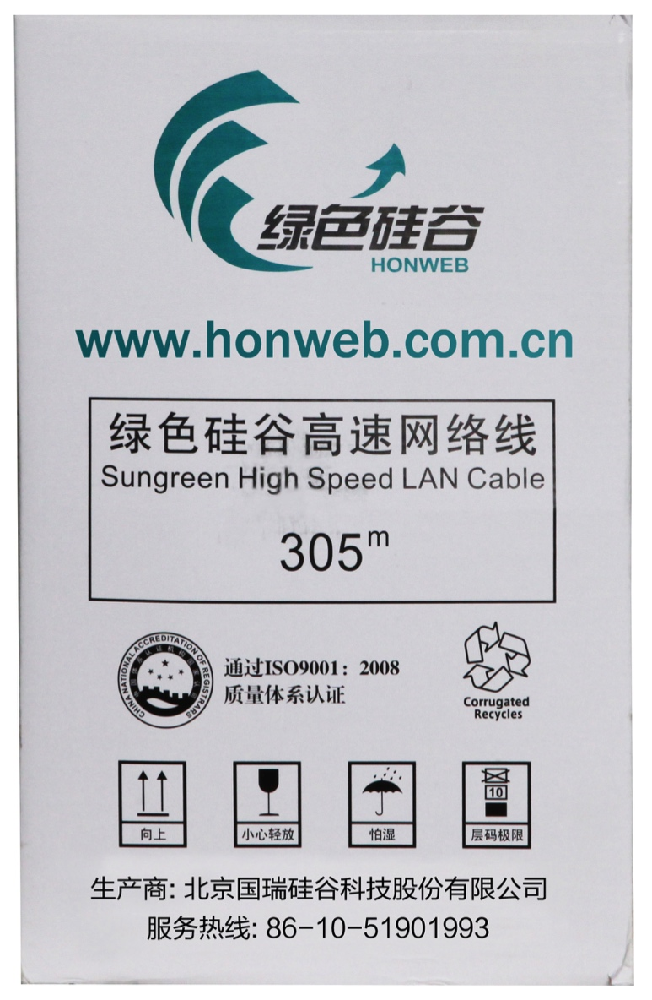 绿色硅谷
HONWEB
www.honweb.com.cn
绿色硅谷高速网络线
Sungreen High Speed LAN Cable
305m
CHINA NATIONAL ACCREDITATION OF REGISTRARS
通过ISO9001：2008
质量体系认证
Corrugated
Recycles
向上
小心轻放
怕湿
10
层码极限
生产商: 北京国瑞硅谷科技股份有限公司
服务热线: 86-10-51901993